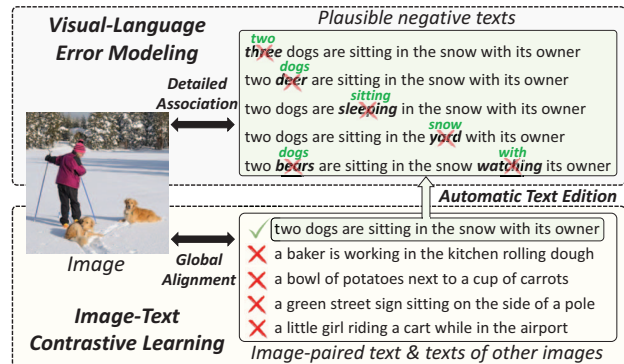 Visual-Language
Error Modeling
Plausible negative texts
two
three dogs are sitting in the snow with its owner
dogs
two deer are sitting in the snow with its owner
sitting
two dogs are sleeping in the snow with its owner
snow
two dogs are sitting in the yard with its owner
dogs with
two bears are sitting in the snow watching its owner
Detailed
Association
Automatic Text Edition
two dogs are sitting in the snow with its owner
a baker is working in the kitchen rolling dough
a bowl of potatoes next to a cup of carrots
a green street sign sitting on the side of a pole
a little girl riding a cart while in the airport
Image
Global
Alignment
Image-Text
Contrastive Learning
Image-paired text & texts of other images